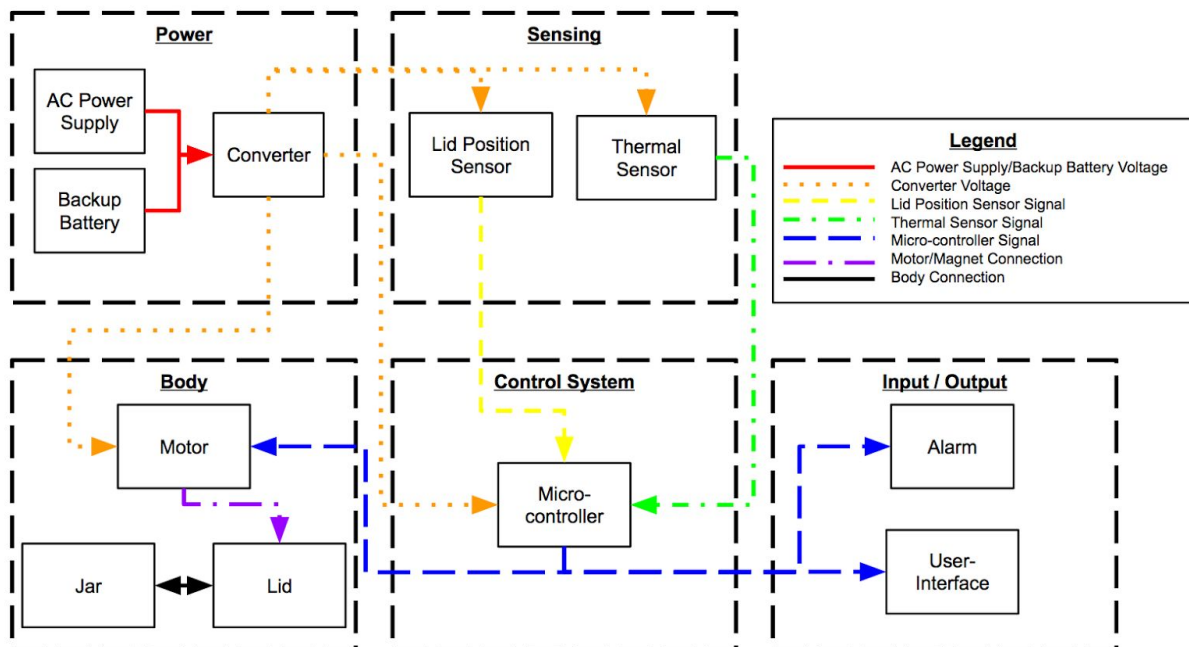 Power
AC Power
Supply
Backup
Battery
Converter
Sensing
Lid Position
Sensor
Thermal
Sensor
Legend
AC Power Supply/Backup Battery Voltage
Converter Voltage
Lid Position Sensor Signal
Thermal Sensor Signal
Micro-controller Signal
Motor/Magnet Connection
Body Connection
Body
Motor
Jar
Lid
Control System
Micro-
controller
Input / Output
Alarm
User-
Interface